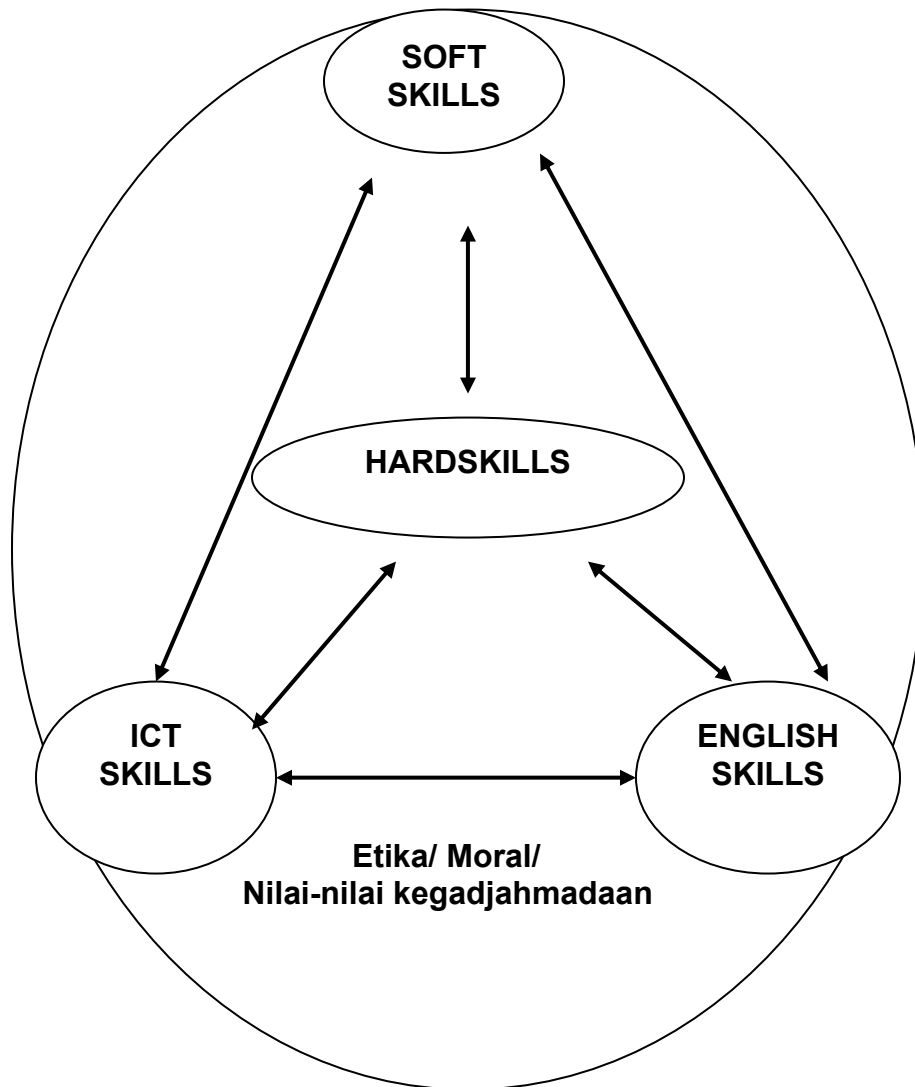 SOFT
SKILLS
HARDSKILLS
ICT
SKILLS
ENGLISH
SKILLS
Etika/ Moral/
Nilai-nilai kegadjahmadaan